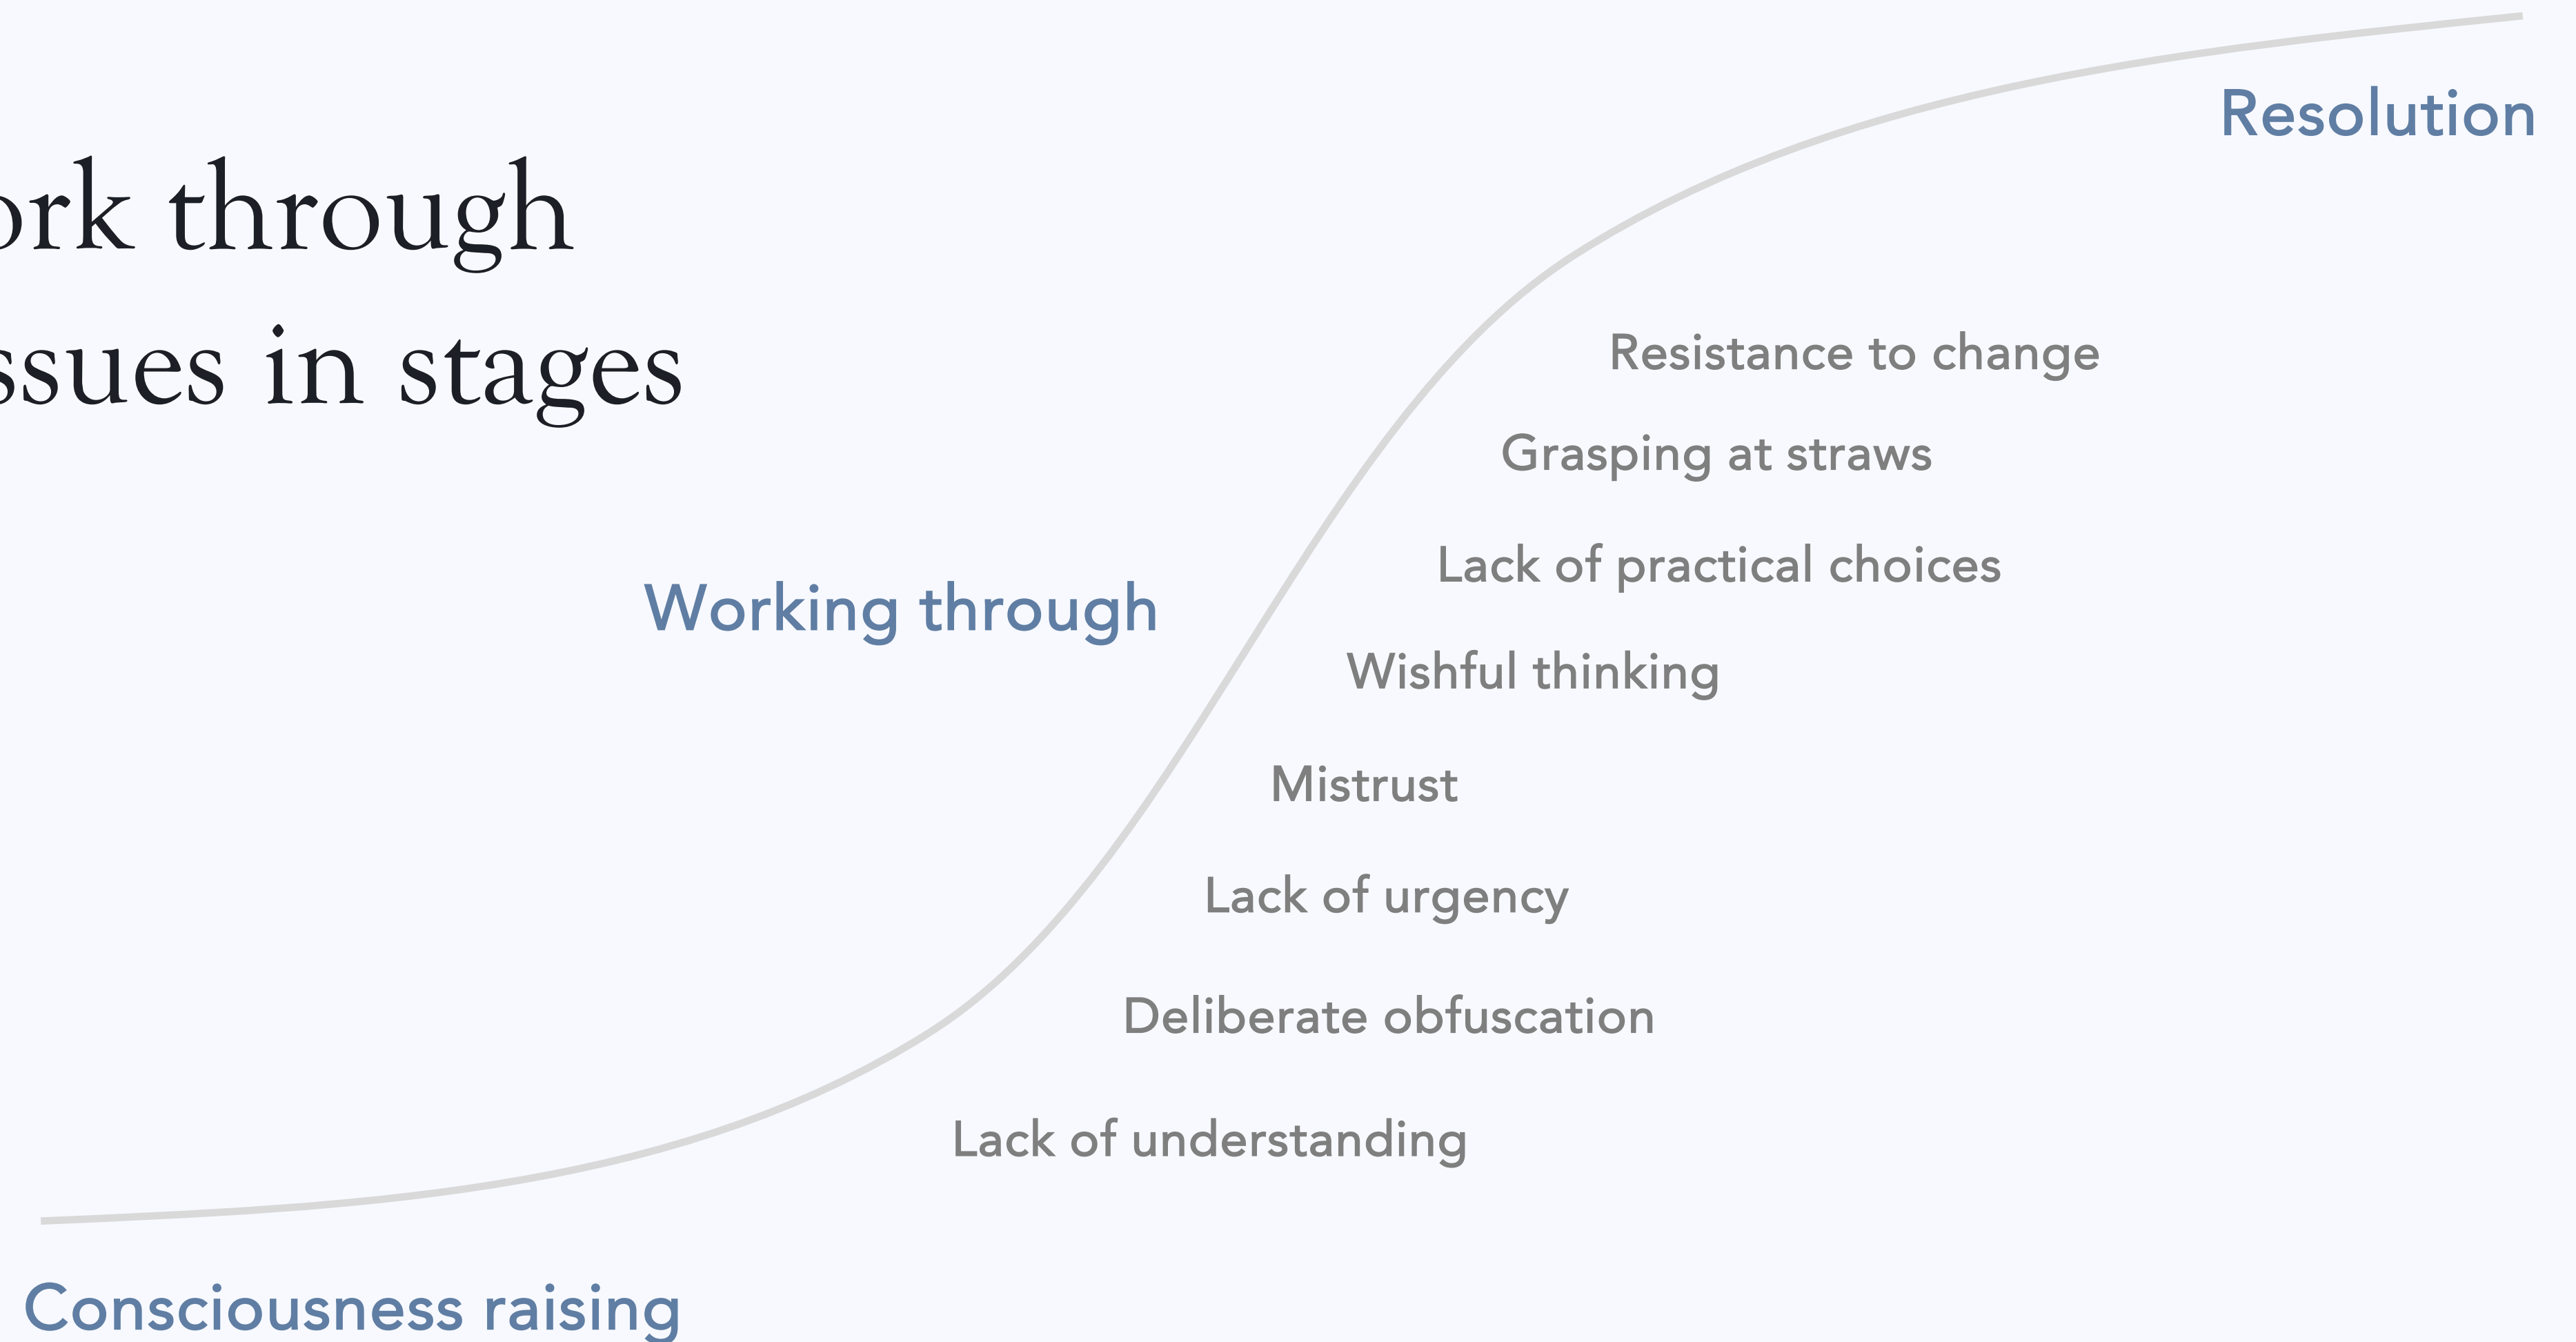 Resolution
ork through
ssues in stages
Resistance to change
Grasping at straws
Lack of practical choices
Working through
Wishful thinking
Mistrust
Lack of urgency
Deliberate obfuscation
Lack of understanding
Consciousness raising